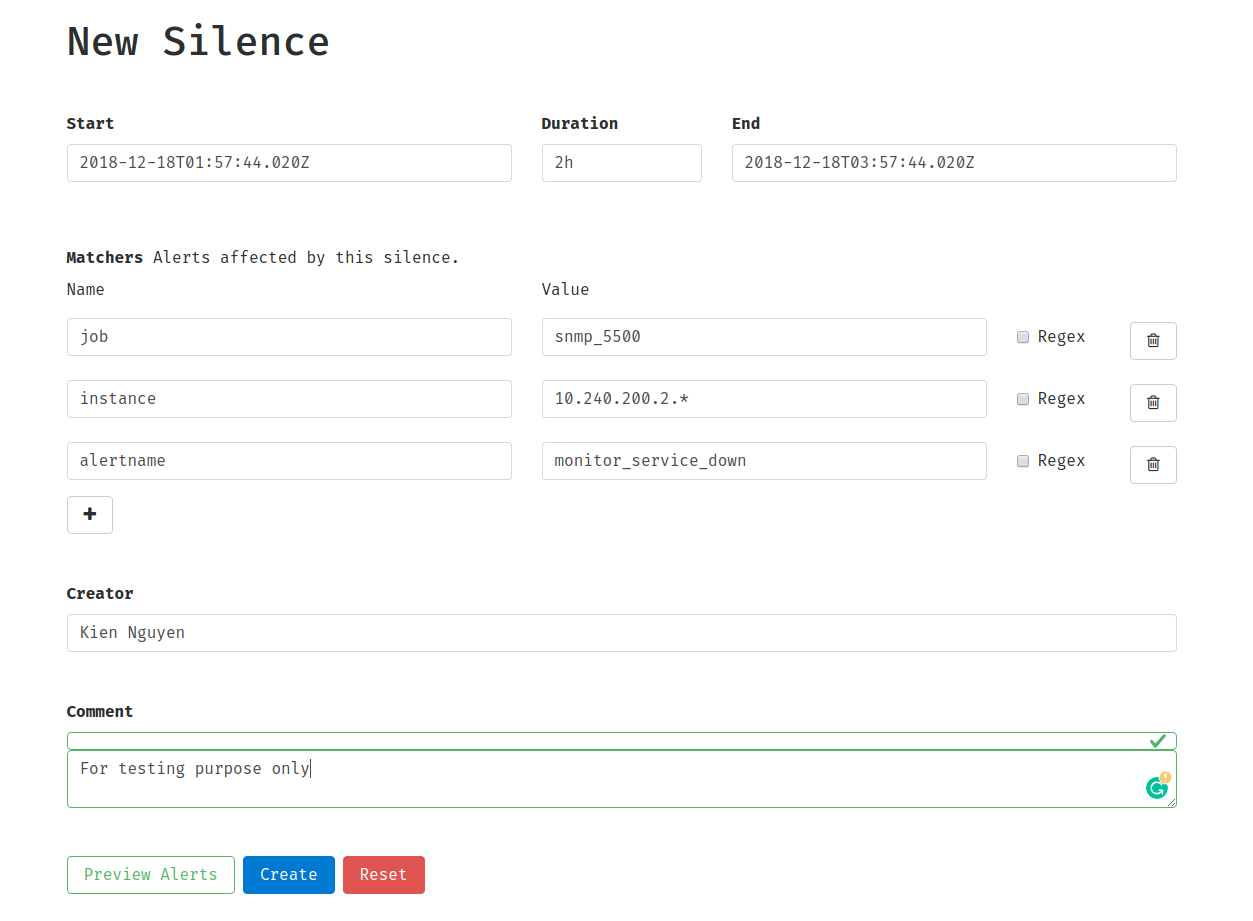 New Silence
Start Duration End
2018-12-18T01:57:44.020Z 2h 2018-12-18T03:57:44.020Z
Matchers Alerts affected by this silence.
Name Value
job snmp_5500 Regex
instance 10.240.200.2.* Regex
alertname monitor_service_down Regex
+
Creator
Kien Nguyen
Comment
For testing purpose only
Preview Alerts Create Reset